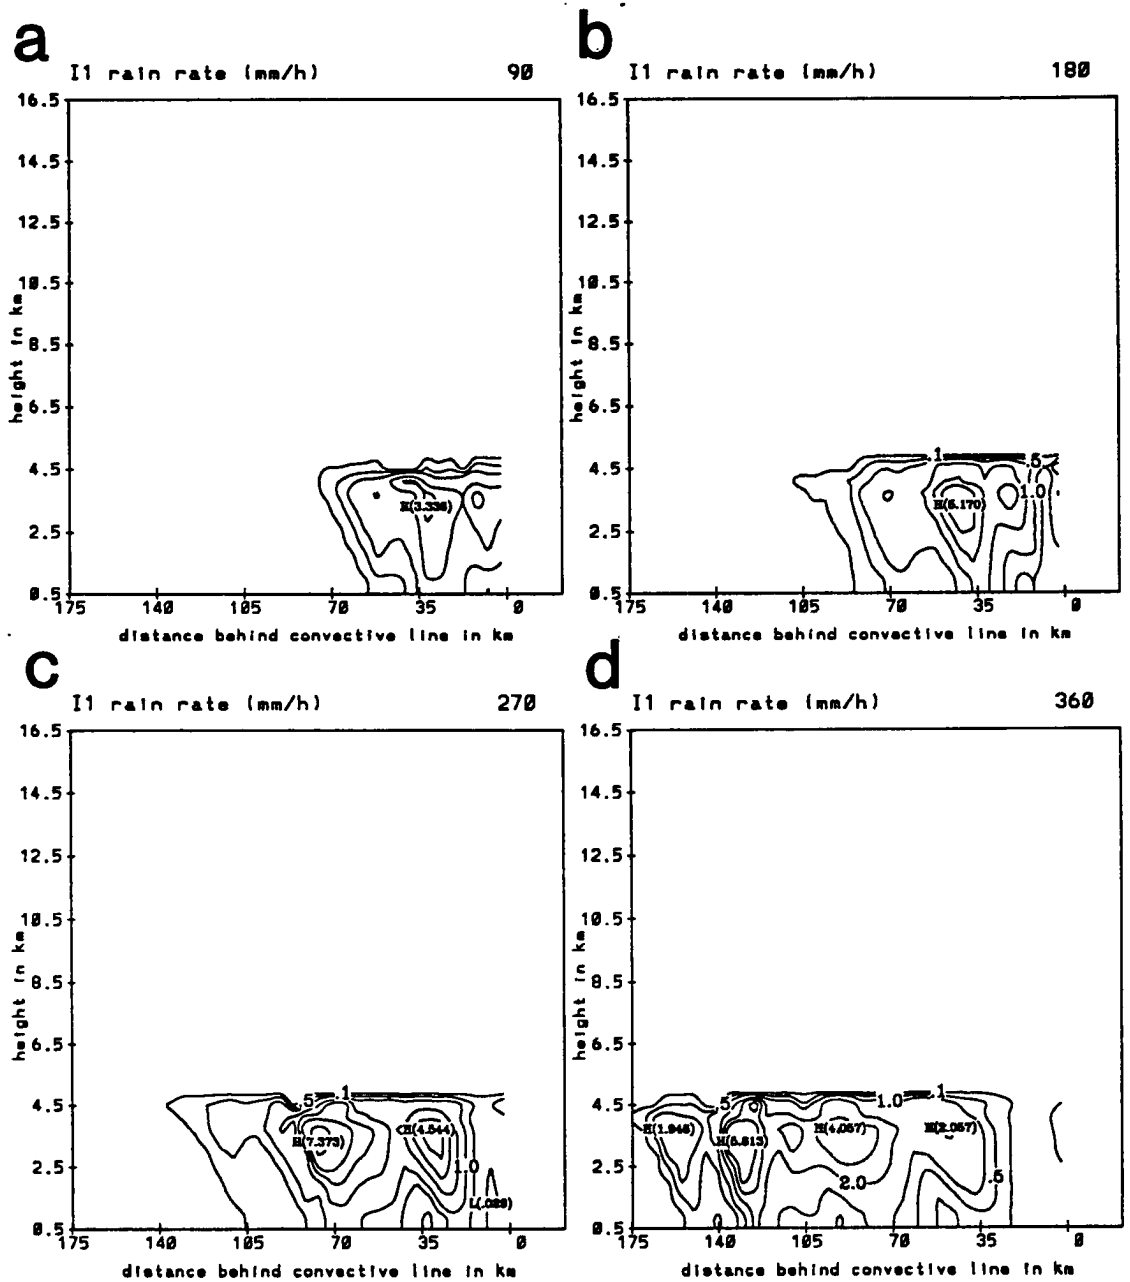 a
I1 rain rate (mm/h) 90
16.5
14.5
12.5
10.5
8.5
6.5
4.5
2.5
0.5
height in km
H(3.336)
175 140 105 70 35 0
distance behind convective line in km
b
I1 rain rate (mm/h) 180
16.5
14.5
12.5
10.5
8.5
6.5
4.5
2.5
0.5
height in km
.1 .5
1.0
H(5.170)
175 140 105 70 35 0
distance behind convective line in km
c
I1 rain rate (mm/h) 270
16.5
14.5
12.5
10.5
8.5
6.5
4.5
2.5
0.5
height in km
.5 .1
H(7.373) H(4.544)
1.0
L(.029)
175 140 105 70 35 0
distance behind convective line in km
d
I1 rain rate (mm/h) 360
16.5
14.5
12.5
10.5
8.5
6.5
4.5
2.5
0.5
height in km
.5 1.0 .1
H(1.946) H(5.813) H(4.057) H(2.057)
2.0 .5
175 140 105 70 35 0
distance behind convective line in km